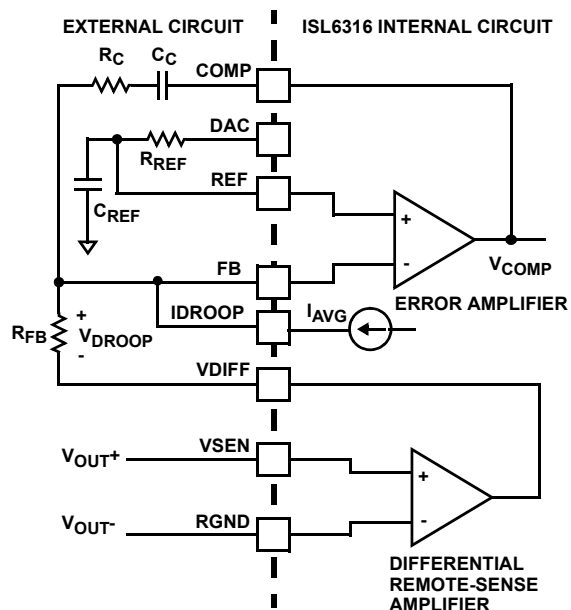 EXTERNAL CIRCUIT
ISL6316 INTERNAL CIRCUIT
RC
CC
COMP
DAC
RREF
REF
CREF
+
-
VCOMP
ERROR AMPLIFIER
FB
IDROOP
IAVG
RFB
+
VDROOP
-
VDIFF
VOUT+
VSEN
+
VOUT-
RGND
-
DIFFERENTIAL
REMOTE-SENSE
AMPLIFIER